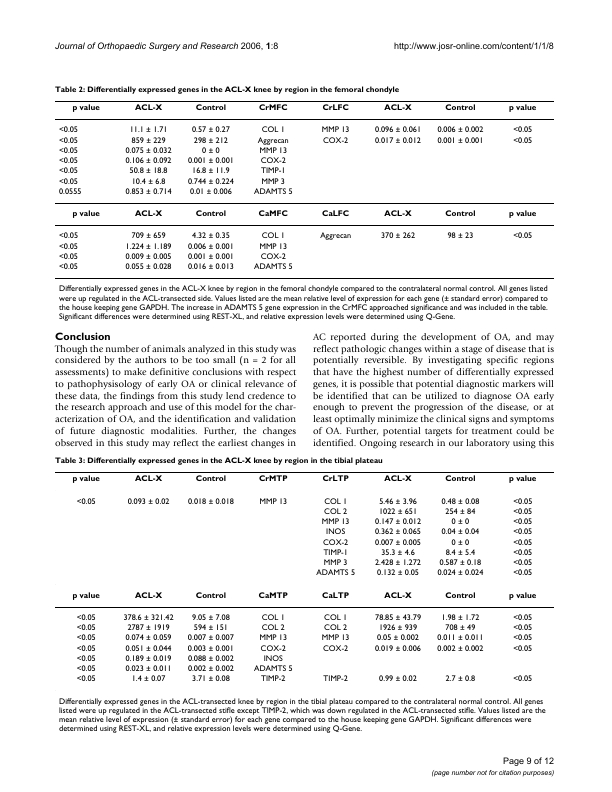 Journal of Orthopaedic Surgery and Research 2006, 1:8 http://www.josr-online.com/content/1/1/8
Table 2: Differentially expressed genes in the ACL-X knee by region in the femoral chondyle
p value ACL-X Control CrMFC CrLFC ACL-X Control p value
<0.05 11.1 ± 1.71 0.57 ± 0.27 COL I MMP 13 0.096 ± 0.061 0.006 ± 0.002 <0.05
<0.05 859 ± 229 298 ± 212 Aggrecan COX-2 0.017 ± 0.012 0.001 ± 0.001 <0.05
<0.05 0.075 ± 0.032 0 ± 0 MMP 13
<0.05 0.106 ± 0.092 0.001 ± 0.001 COX-2
<0.05 50.8 ± 18.8 16.8 ± 11.9 TIMP-1
<0.05 10.4 ± 6.8 0.744 ± 0.224 MMP 3
0.0555 0.853 ± 0.714 0.01 ± 0.006 ADAMTS 5
p value ACL-X Control CaMFC CaLFC ACL-X Control p value
<0.05 709 ± 659 4.32 ± 0.35 COL I Aggrecan 370 ± 262 98 ± 23 <0.05
<0.05 1.224 ± 1.189 0.006 ± 0.001 MMP 13
<0.05 0.009 ± 0.005 0.001 ± 0.001 COX-2
<0.05 0.055 ± 0.028 0.016 ± 0.013 ADAMTS 5
Differentially expressed genes in the ACL-X knee by region in the femoral chondyle compared to the contralateral normal control. All genes listed
were up regulated in the ACL-transected side. Values listed are the mean relative level of expression for each gene (± standard error) compared to
the house keeping gene GAPDH. The increase in ADAMTS 5 gene expression in the CrMFC approached significance and was included in the table.
Significant differences were determined using REST-XL, and relative expression levels were determined using Q-Gene.
Conclusion
Though the number of animals analyzed in this study was
considered by the authors to be too small (n = 2 for all
assessments) to make definitive conclusions with respect
to pathophysisology of early OA or clinical relevance of
these data, the findings from this study lend credence to
the research approach and use of this model for the char-
acterization of OA, and the identification and validation
of future diagnostic modalities. Further, the changes
observed in this study may reflect the earliest changes in
AC reported during the development of OA, and may
reflect pathologic changes within a stage of disease that is
potentially reversible. By investigating specific regions
that have the highest number of differentially expressed
genes, it is possible that potential diagnostic markers will
be identified that can be utilized to diagnose OA early
enough to prevent the progression of the disease, or at
least optimally minimize the clinical signs and symptoms
of OA. Further, potential targets for treatment could be
identified. Ongoing research in our laboratory using this
Table 3: Differentially expressed genes in the ACL-X knee by region in the tibial plateau
p value ACL-X Control CrMTP CrLTP ACL-X Control p value
<0.05 0.093 ± 0.02 0.018 ± 0.018 MMP 13 COL 1 5.46 ± 3.96 0.48 ± 0.08 <0.05
COL 2 1022 ± 651 254 ± 84 <0.05
MMP 13 0.147 ± 0.012 0 ± 0 <0.05
INOS 0.362 ± 0.065 0.04 ± 0.04 <0.05
COX-2 0.007 ± 0.005 0 ± 0 <0.05
TIMP-1 35.3 ± 4.6 8.4 ± 5.4 <0.05
MMP 3 2.428 ± 1.272 0.587 ± 0.18 <0.05
ADAMTS 5 0.132 ± 0.05 0.024 ± 0.024 <0.05
p value ACL-X Control CaMTP CaLTP ACL-X Control p value
<0.05 378.6 ± 321.42 9.05 ± 7.08 COL I COL I 78.85 ± 43.79 1.98 ± 1.72 <0.05
<0.05 2787 ± 1919 594 ± 151 COL 2 COL 2 1926 ± 939 708 ± 49 <0.05
<0.05 0.074 ± 0.059 0.007 ± 0.007 MMP 13 MMP 13 0.05 ± 0.002 0.011 ± 0.011 <0.05
<0.05 0.051 ± 0.044 0.003 ± 0.001 COX-2 COX-2 0.019 ± 0.006 0.002 ± 0.002 <0.05
<0.05 0.189 ± 0.019 0.088 ± 0.002 INOS
<0.05 0.023 ± 0.011 0.002 ± 0.002 ADAMTS 5
<0.05 1.4 ± 0.07 3.71 ± 0.08 TIMP-2 TIMP-2 0.99 ± 0.02 2.7 ± 0.8 <0.05
Differentially expressed genes in the ACL-transected knee by region in the tibial plateau compared to the contralateral normal control. All genes
listed were up regulated in the ACL-transected stifle except TIMP-2, which was down regulated in the ACL-transected stifle. Values listed are the
mean relative level of expression (± standard error) for each gene compared to the house keeping gene GAPDH. Significant differences were
determined using REST-XL, and relative expression levels were determined using Q-Gene.
Page 9 of 12
(page number not for citation purposes)